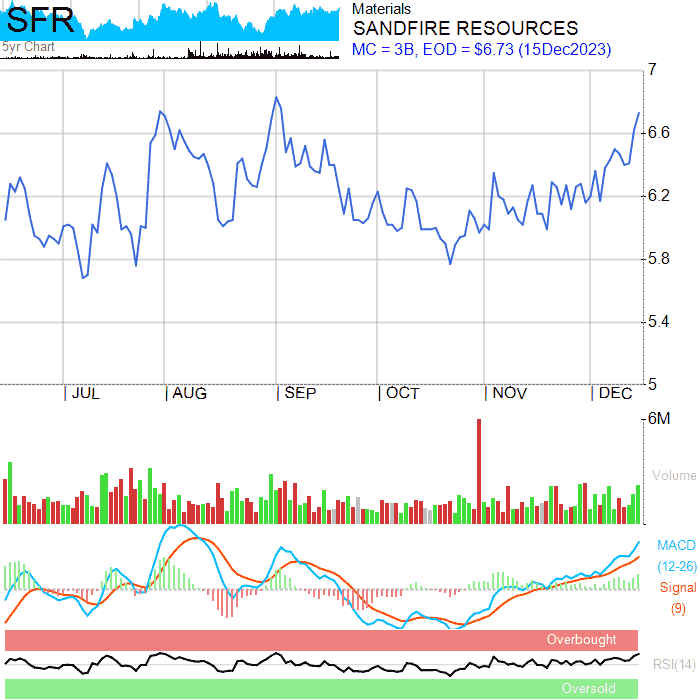 SFR
5yr Chart
Materials
SANDFIRE RESOURCES
MC = 3B, EOD = $6.73 (15Dec2023)
7
6.6
6.2
5.8
5.4
5
JUL AUG SEP OCT NOV DEC
6M
Volume
MACD
(12-26)
Signal
(9)
Overbought
RSI(14)
Oversold